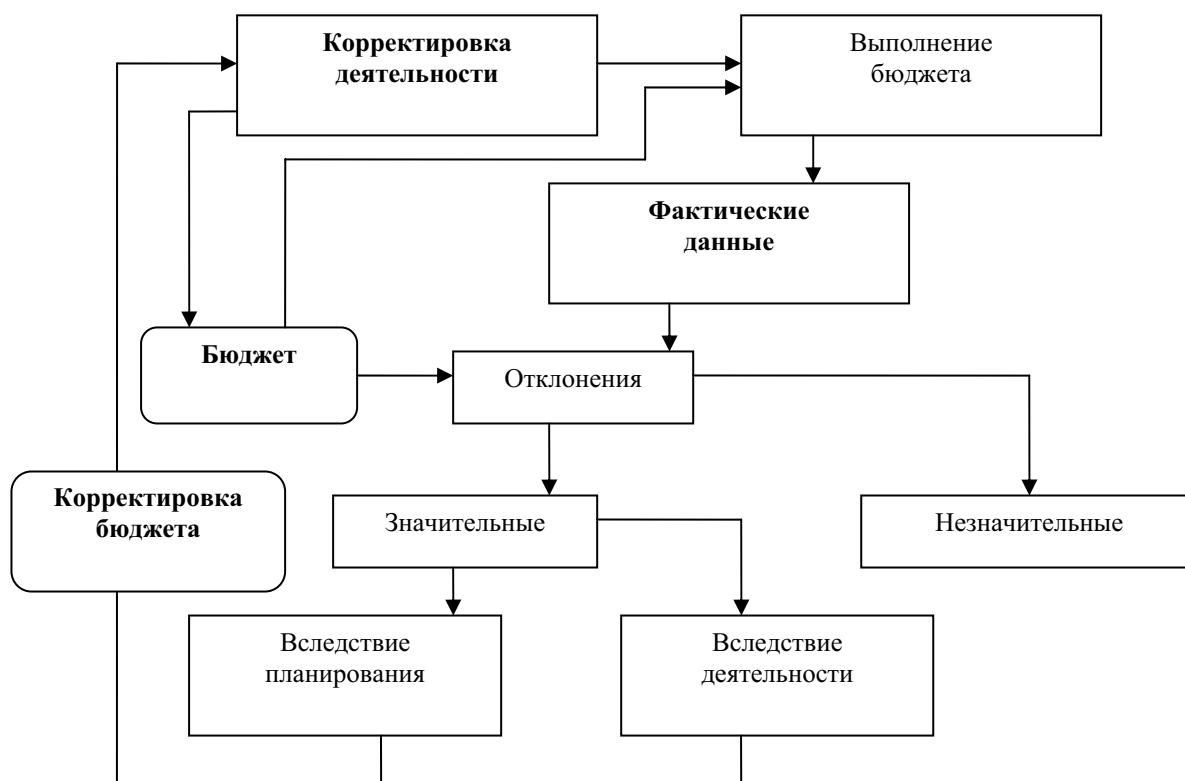 Корректировка
деятельности
Выполнение
бюджета
Фактические
данные
Бюджет
Отклонения
Корректировка
бюджета
Значительные
Незначительные
Вследствие
планирования
Вследствие
деятельности